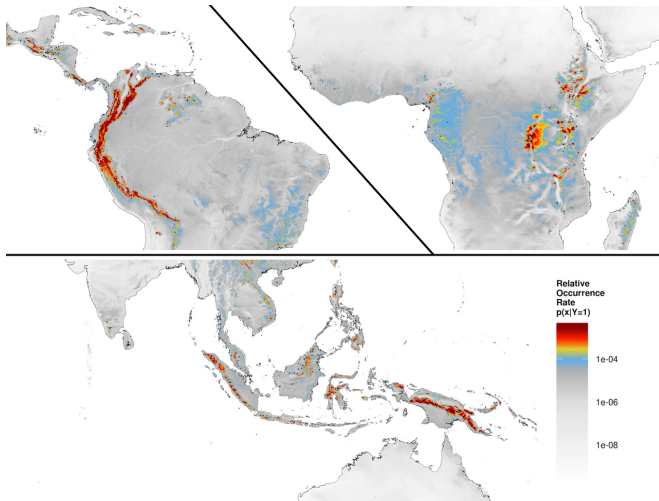 Relative
Occurrence
Rate
p(x|Y=1)
1e-04
1e-06
1e-08